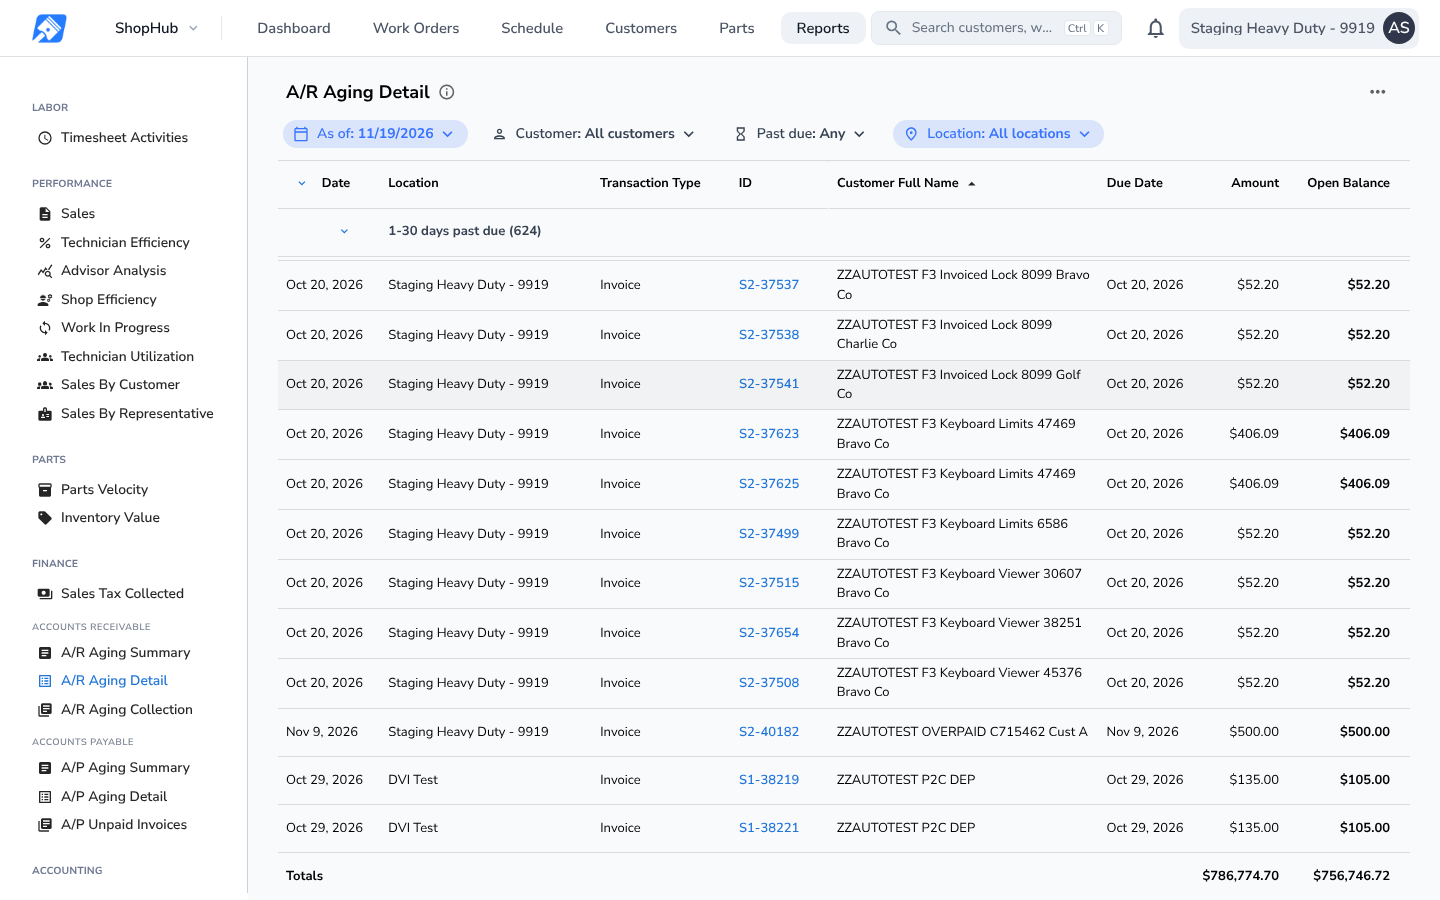 ShopHub
Dashboard
Work Orders
Schedule
Customers
Parts
Reports
Search customers, w...
Ctrl
K
Staging Heavy Duty - 9919
AS
LABOR
Timesheet Activities
PERFORMANCE
Sales
Technician Efficiency
Advisor Analysis
Shop Efficiency
Work In Progress
Technician Utilization
Sales By Customer
Sales By Representative
PARTS
Parts Velocity
Inventory Value
FINANCE
Sales Tax Collected
ACCOUNTS RECEIVABLE
A/R Aging Summary
A/R Aging Detail
A/R Aging Collection
ACCOUNTS PAYABLE
A/P Aging Summary
A/P Aging Detail
A/P Unpaid Invoices
ACCOUNTING
A/R Aging Detail
As of: 11/19/2026
Customer: All customers
Past due: Any
Location: All locations
Date Location Transaction Type ID Customer Full Name Due Date Amount Open Balance
1-30 days past due (624)
Oct 20, 2026 Staging Heavy Duty - 9919 Invoice S2-37537 ZZAUTOTEST F3 Invoiced Lock 8099 Bravo Oct 20, 2026 $52.20 $52.20
Co
Oct 20, 2026 Staging Heavy Duty - 9919 Invoice S2-37538 ZZAUTOTEST F3 Invoiced Lock 8099 Oct 20, 2026 $52.20 $52.20
Charlie Co
Oct 20, 2026 Staging Heavy Duty - 9919 Invoice S2-37541 ZZAUTOTEST F3 Invoiced Lock 8099 Golf Oct 20, 2026 $52.20 $52.20
Co
Oct 20, 2026 Staging Heavy Duty - 9919 Invoice S2-37623 ZZAUTOTEST F3 Keyboard Limits 47469 Oct 20, 2026 $406.09 $406.09
Bravo Co
Oct 20, 2026 Staging Heavy Duty - 9919 Invoice S2-37625 ZZAUTOTEST F3 Keyboard Limits 47469 Oct 20, 2026 $406.09 $406.09
Bravo Co
Oct 20, 2026 Staging Heavy Duty - 9919 Invoice S2-37499 ZZAUTOTEST F3 Keyboard Limits 6586 Oct 20, 2026 $52.20 $52.20
Bravo Co
Oct 20, 2026 Staging Heavy Duty - 9919 Invoice S2-37515 ZZAUTOTEST F3 Keyboard Viewer 30607 Oct 20, 2026 $52.20 $52.20
Bravo Co
Oct 20, 2026 Staging Heavy Duty - 9919 Invoice S2-37654 ZZAUTOTEST F3 Keyboard Viewer 38251 Oct 20, 2026 $52.20 $52.20
Bravo Co
Oct 20, 2026 Staging Heavy Duty - 9919 Invoice S2-37508 ZZAUTOTEST F3 Keyboard Viewer 45376 Oct 20, 2026 $52.20 $52.20
Bravo Co
Nov 9, 2026 Staging Heavy Duty - 9919 Invoice S2-40182 ZZAUTOTEST OVERPAID C715462 Cust A Nov 9, 2026 $500.00 $500.00
Oct 29, 2026 DVI Test Invoice S1-38219 ZZAUTOTEST P2C DEP Oct 29, 2026 $135.00 $105.00
Oct 29, 2026 DVI Test Invoice S1-38221 ZZAUTOTEST P2C DEP Oct 29, 2026 $135.00 $105.00
Totals $786,774.70 $756,746.72